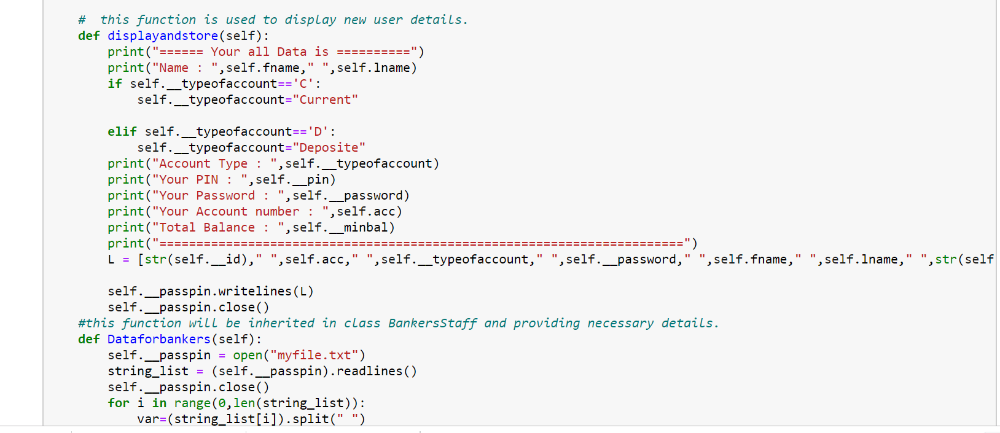 #  this function is used to display new user details.
def displayandstore(self):
    print("====== Your all Data is ==========")
    print("Name : ",self.fname," ",self.lname)
    if self.__typeofaccount=='C':
        self.__typeofaccount="Current"
    elif self.__typeofaccount=='D':
        self.__typeofaccount="Deposite"
    print("Account Type : ",self.__typeofaccount)
    print("Your PIN : ",self.__pin)
    print("Your Password : ",self.__password)
    print("Your Account number : ",self.acc)
    print("Total Balance : ",self.__minbal)
    print("=======================================================================")
    L = [str(self.__id)," ",self.acc," ",self.__typeofaccount," ",self.__password," ",self.fname," ",self.lname," ",str(self
    self.__passpin.writelines(L)
    self.__passpin.close()
#this function will be inherited in class BankersStaff and providing necessary details.
def Dataforbankers(self):
    self.__passpin = open("myfile.txt")
    string_list = (self.__passpin).readlines()
    self.__passpin.close()
    for i in range(0,len(string_list)):
        var=(string_list[i]).split(" ")